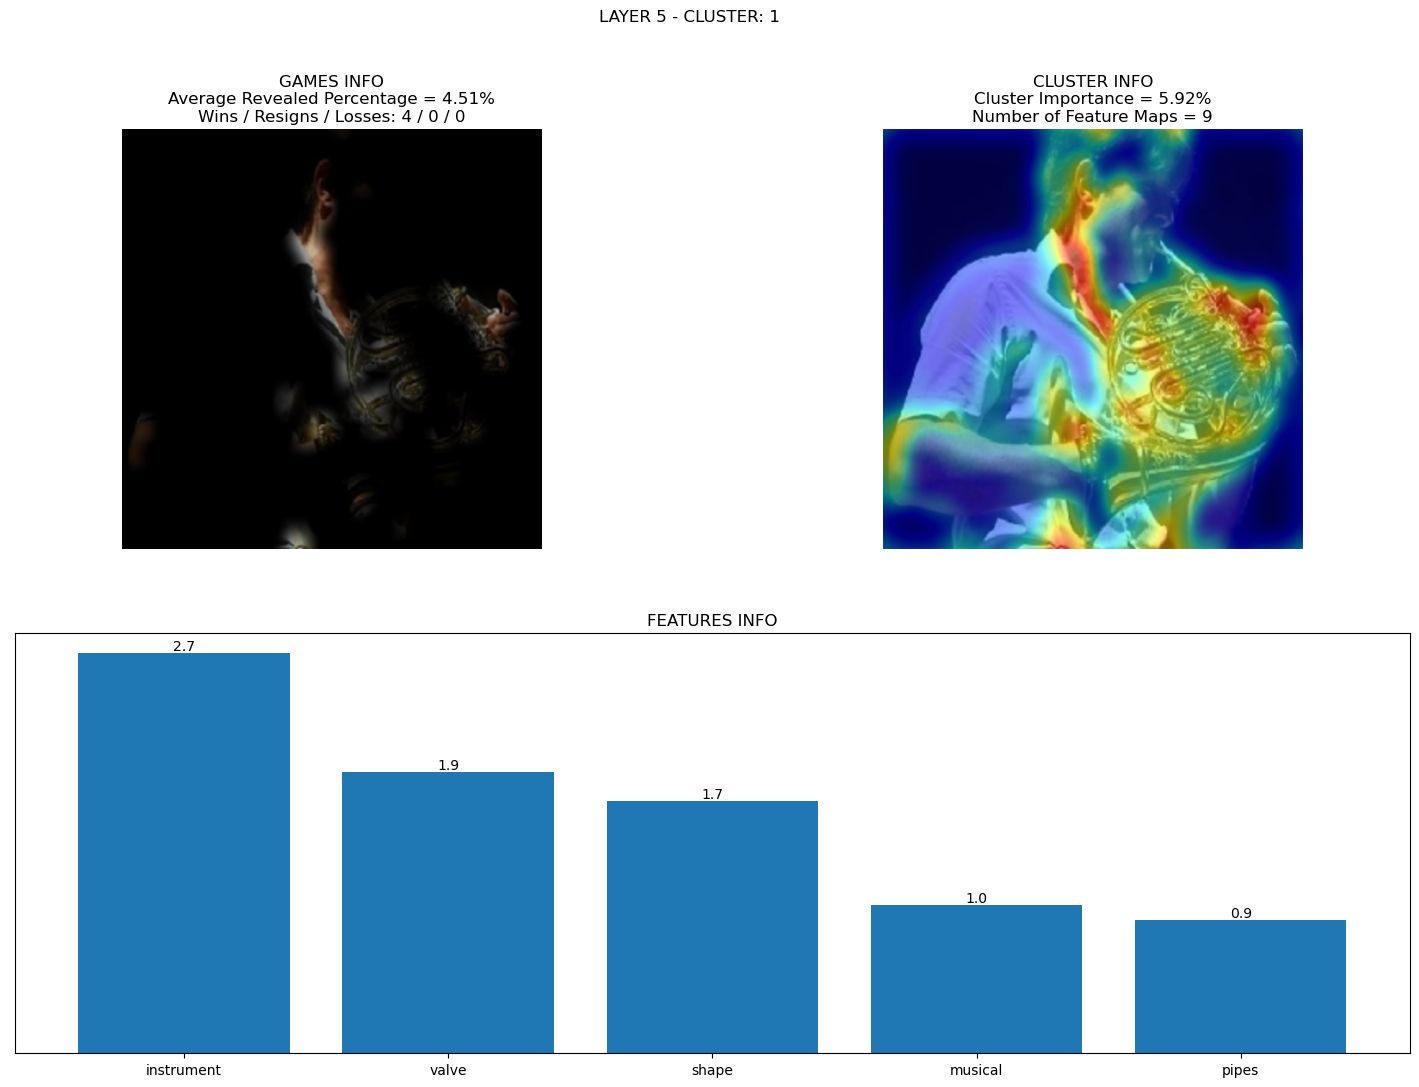 LAYER 5 - CLUSTER: 1
GAMES INFO
Average Revealed Percentage = 4.51%
Wins / Resigns / Losses: 4 / 0 / 0
CLUSTER INFO
Cluster Importance = 5.92%
Number of Feature Maps = 9
FEATURES INFO
2.7
1.9
1.7
1.0
0.9
instrument
valve
shape
musical
pipes